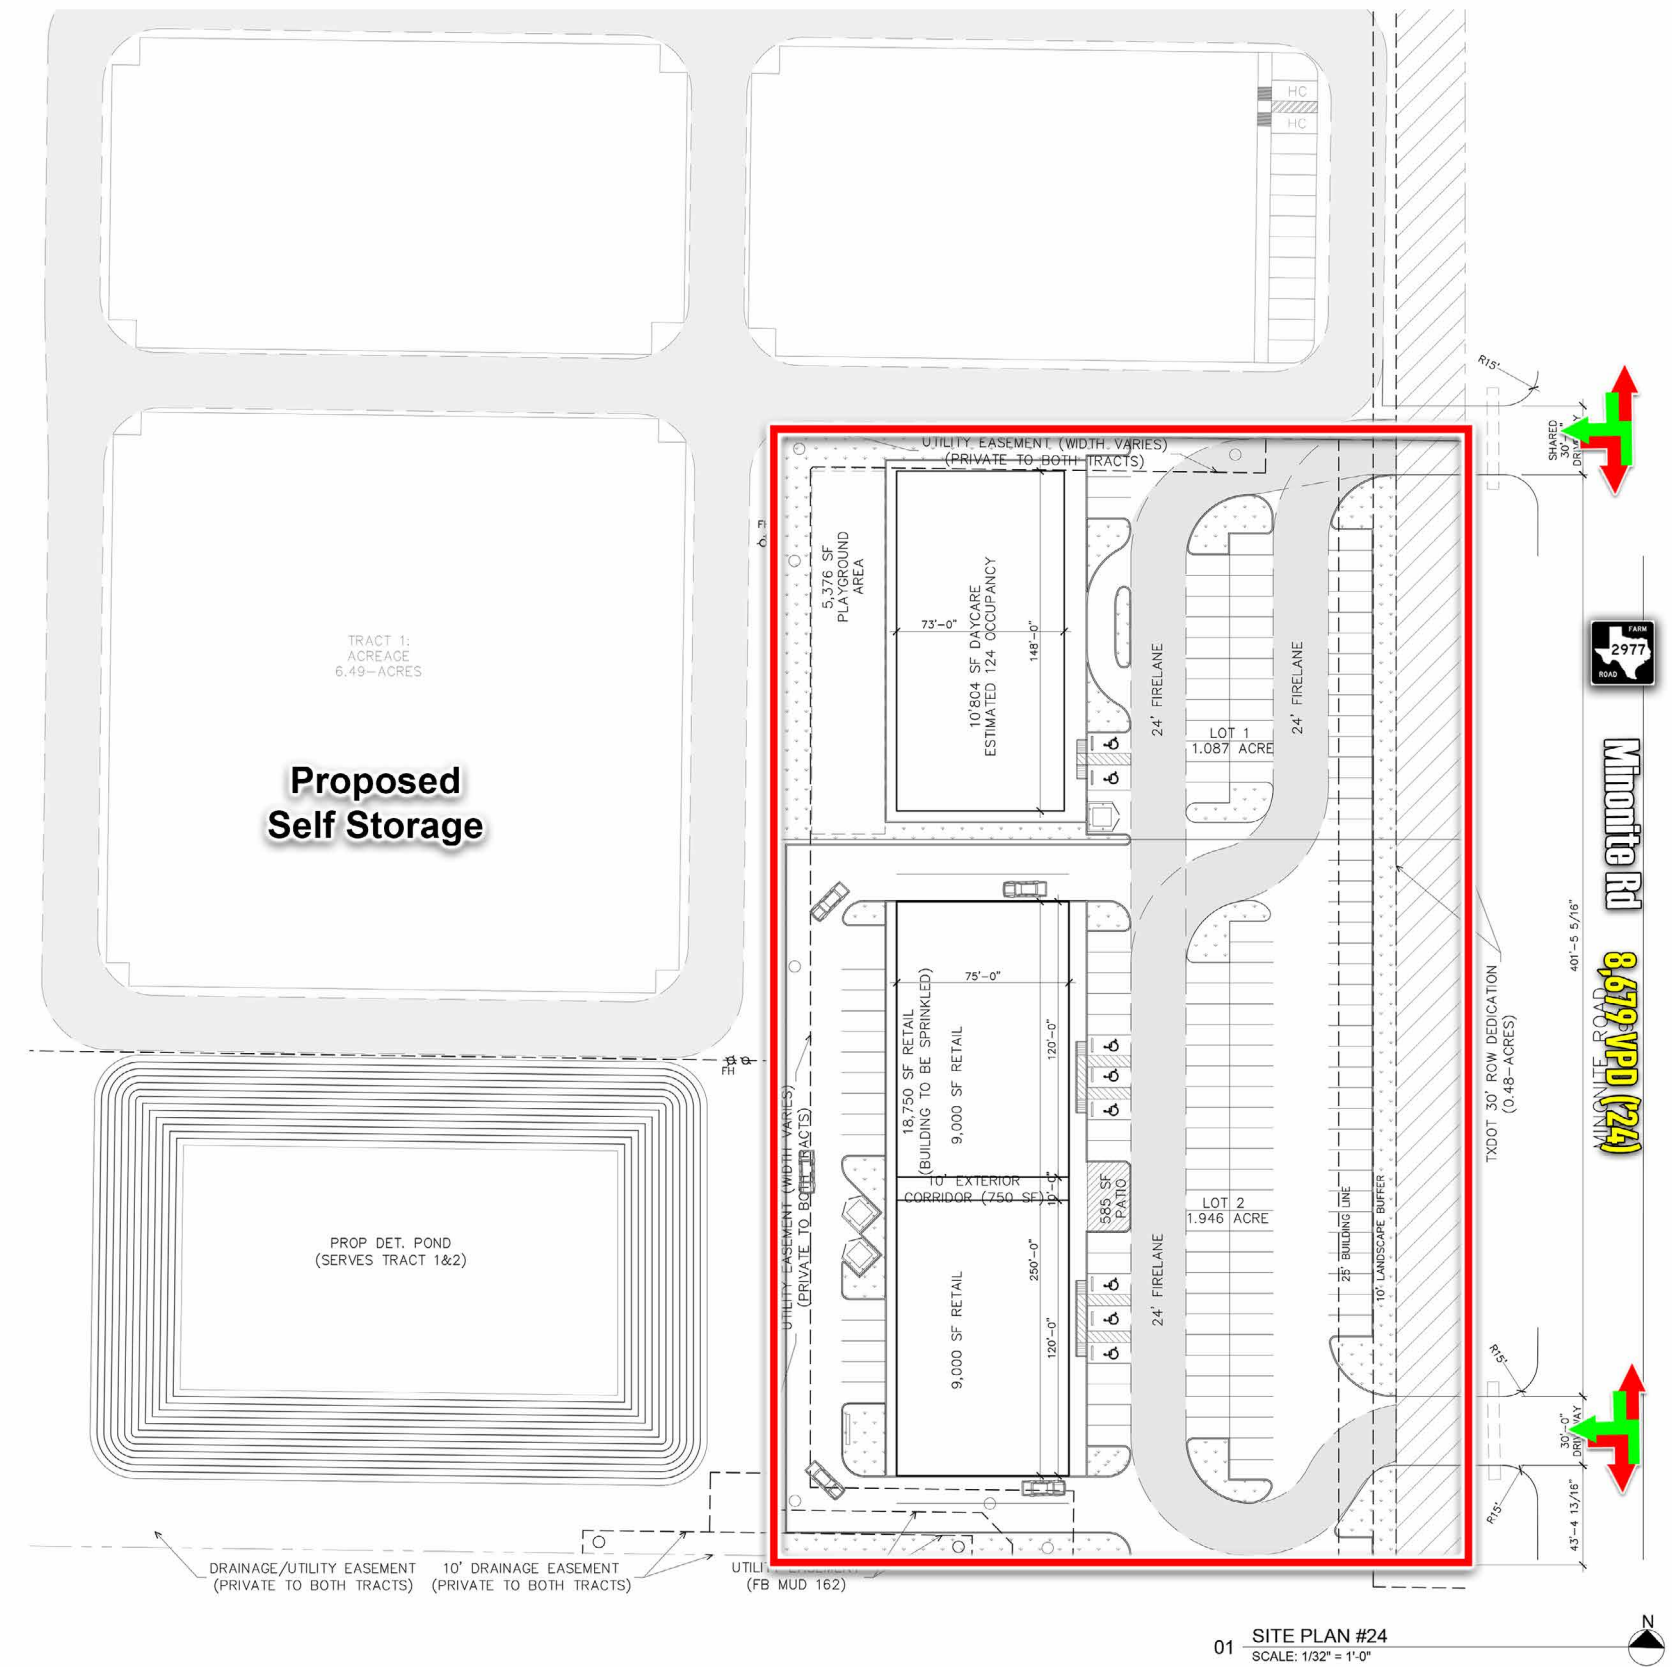 HC
HC
R15'
SHARED
30'
UTILITY EASEMENT (WIDTH VARIES)
(PRIVATE TO BOTH TRACTS)
5,376 SF
PLAYGROUND
AREA
73'-0"
10'804 SF DAYCARE
ESTIMATED 124 OCCUPANCY
148'-0"
24' FIRELANE
24' FIRELANE
LOT 1
1.087 ACRE
FARM
2977
ROAD
TRACT 1:
ACREAGE
6.49-ACRES
Proposed
Self Storage
Minonite Rd
8,679 VPD ('24)
MINONITE ROAD
401'-5 5/16"
TXDOT 30' ROW DEDICATION
(0.48-ACRES)
75'-0"
18,750 SF RETAIL
(BUILDING TO BE SPRINKLED)
9,000 SF RETAIL
120'-0"
FH
10' EXTERIOR
CORRIDOR (750 SF)
10'-0"
585 SF
PATIO
LOT 2
1.946 ACRE
25' BUILDING LINE
10' LANDSCAPE BUFFER
UTILITY EASEMENT (WIDTH VARIES)
(PRIVATE TO BOTH TRACTS)
PROP DET. POND
(SERVES TRACT 1&2)
9,000 SF RETAIL
250'-0"
120'-0"
24' FIRELANE
R15'
30'-0"
R15'
43'-4 13/16"
DRAINAGE/UTILITY EASEMENT
(PRIVATE TO BOTH TRACTS)
10' DRAINAGE EASEMENT
(PRIVATE TO BOTH TRACTS)
UTILITY EASEMENT
(FB MUD 162)
01
SITE PLAN #24
SCALE: 1/32" = 1'-0"
N